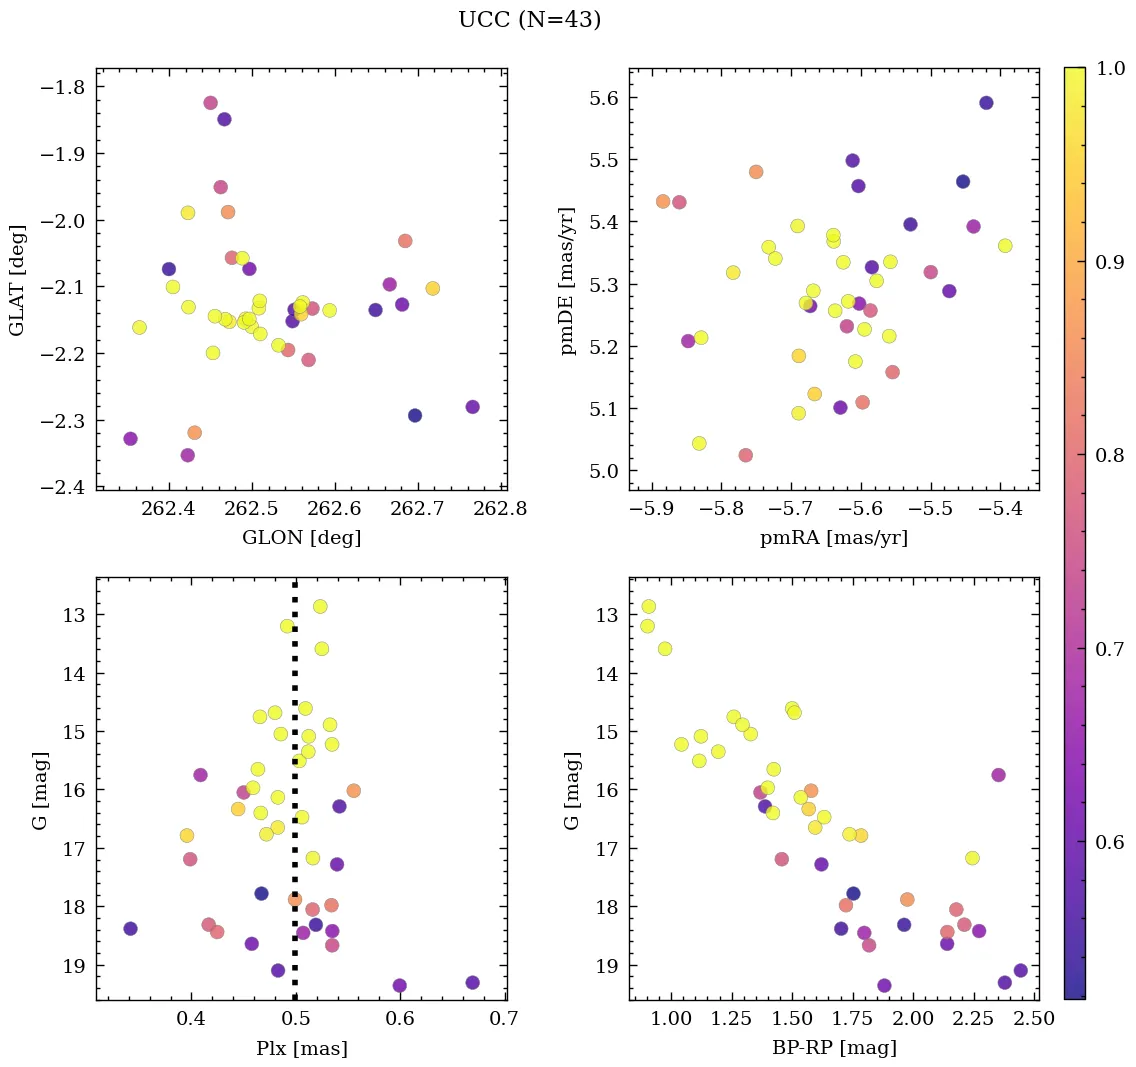 UCC (N=43)
−1.8
−1.9
−2.0
−2.1
−2.2
−2.3
−2.4
GLAT [deg]
262.4 262.5 262.6 262.7 262.8
GLON [deg]
5.6
5.5
5.4
5.3
5.2
5.1
5.0
pmDE [mas/yr]
−5.9 −5.8 −5.7 −5.6 −5.5 −5.4
pmRA [mas/yr]
13
14
15
16
17
18
19
G [mag]
0.4 0.5 0.6 0.7
Plx [mas]
13
14
15
16
17
18
19
G [mag]
1.00 1.25 1.50 1.75 2.00 2.25 2.50
BP-RP [mag]
1.0
0.9
0.8
0.7
0.6